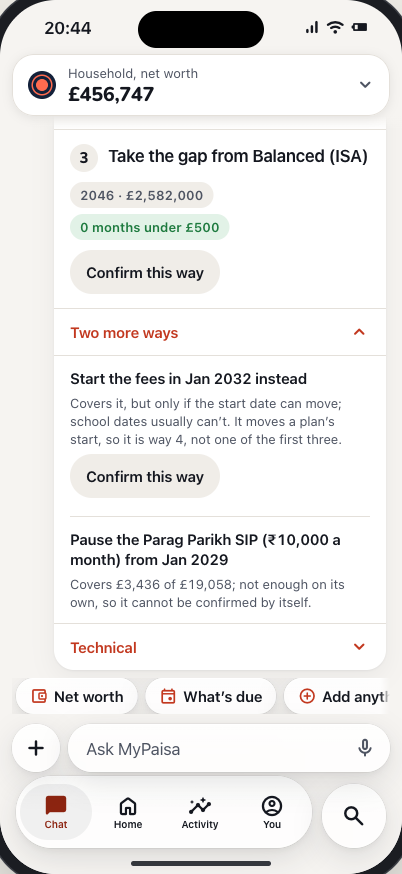 20:44
Household, net worth
£456,747
3 Take the gap from Balanced (ISA)
2046 · £2,582,000
0 months under £500
Confirm this way
Two more ways
Start the fees in Jan 2032 instead
Covers it, but only if the start date can move;
school dates usually can’t. It moves a plan’s
start, so it is way 4, not one of the first three.
Confirm this way
Pause the Parag Parikh SIP (₹10,000 a
month) from Jan 2029
Covers £3,436 of £19,058; not enough on its
own, so it cannot be confirmed by itself.
Technical
Net worth What’s due Add anyth
Ask MyPaisa
Chat Home Activity You